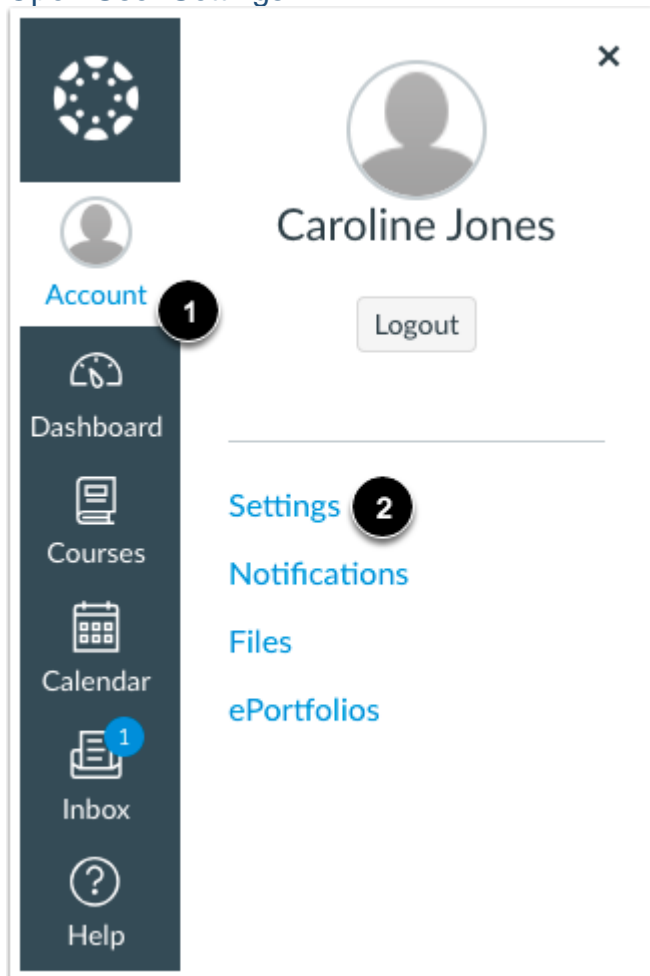 Caroline Jones
Account
1
Logout
Dashboard
Settings 2
Courses
Notifications
Files
Calendar
ePortfolios
1
Inbox
Help